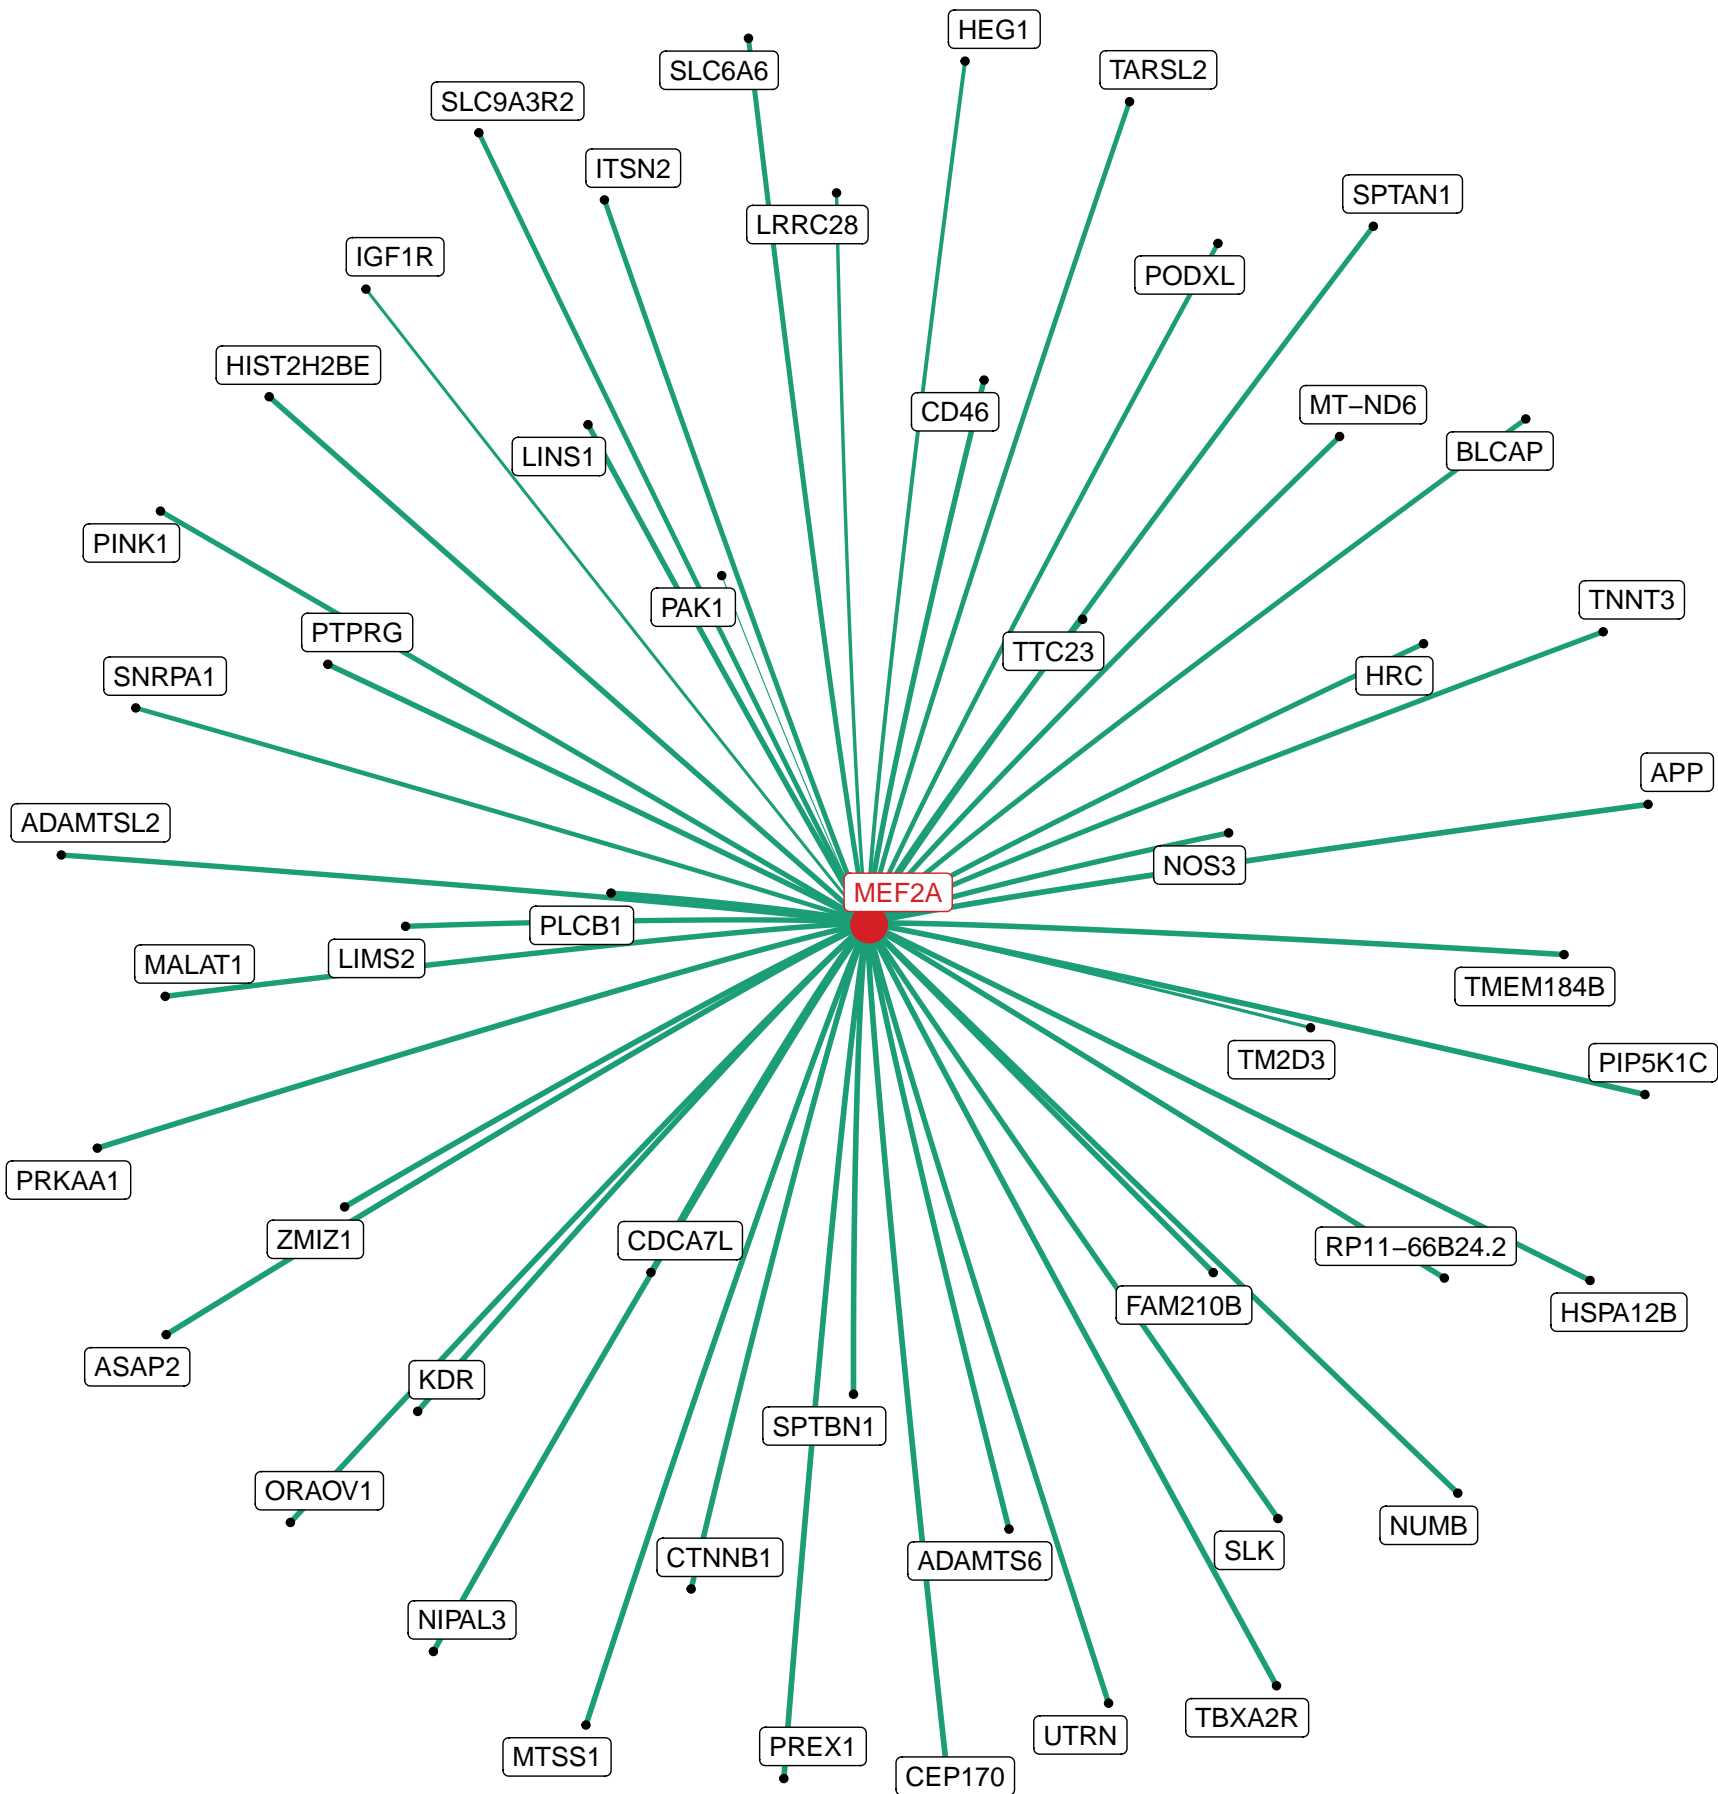 HEG1
SLC6A6
TARSL2
SLC9A3R2
ITSN2
SPTAN1
LRRC28
IGF1R
PODXL
HIST2H2BE
MT−ND6
CD46
BLCAP
LINS1
PINK1
TNNT3
PAK1
PTPRG
TTC23
SNRPA1
HRC
APP
ADAMTSL2
NOS3
MEF2A
PLCB1
LIMS2
MALAT1
TMEM184B
TM2D3
PIP5K1C
PRKAA1
ZMIZ1
CDCA7L
RP11−66B24.2
FAM210B
HSPA12B
ASAP2
KDR
SPTBN1
ORAOV1
NUMB
SLK
CTNNB1
ADAMTS6
NIPAL3
TBXA2R
UTRN
PREX1
MTSS1
CEP170